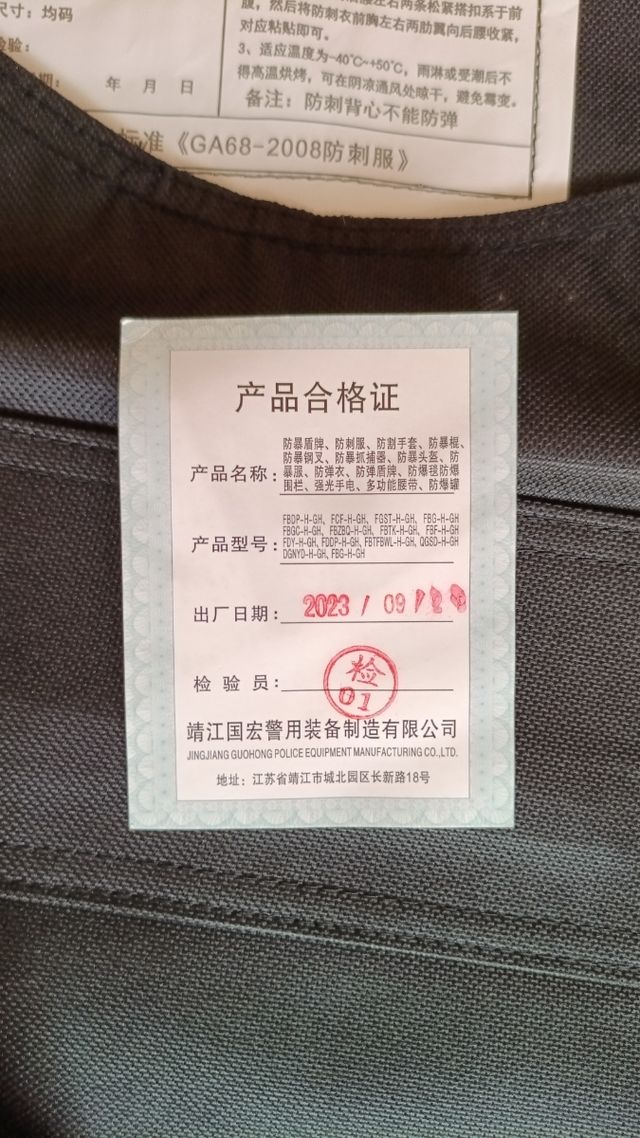 尺寸：均码
检验：
年 月 日
腹，然后将防刺衣前胸左右两肋翼向后腰收紧，
对应粘贴即可。
3、适应温度为-40℃~+50℃，雨淋或受潮后不
得高温烘烤，可在阴凉通风处晾干，避免霉变。
备注：防刺背心不能防弹
标准《GA68-2008防刺服》
产品合格证
产品名称：
防暴盾牌、防刺服、防割手套、防暴棍、
防暴钢叉、防暴抓捕器、防暴头盔、防
暴服、防弹衣、防弹盾牌、防爆毯防爆
围栏、强光手电、多功能腰带、防爆罐
产品型号：
FBDP-H-GH、FCF-H-GH、FGST-H-GH、FBG-H-GH
FBGC-H-GH、FBZBQ-H-GH、FBTK-H-GH、FBF-H-GH
FDY-H-GH、FDDP-H-GH、FBTFBWL-H-GH、QGSD-H-GH
DGNYD-H-GH、FBG-H-GH
出厂日期： 2023 / 09 /
检 验 员： 检 01
靖江国宏警用装备制造有限公司
JINGJIANG GUOHONG POLICE EQUIPMENT MANUFACTURING CO.,LTD.
地址：江苏省靖江市城北园区长新路18号